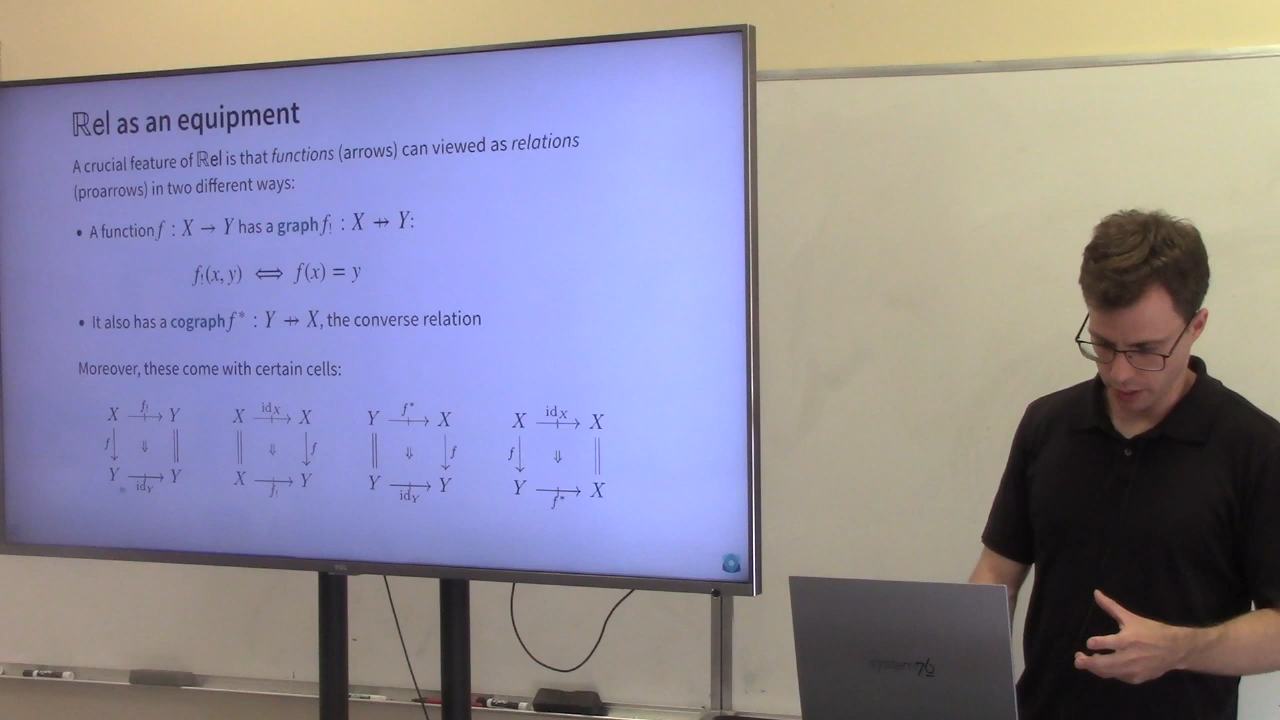 ℝel as an equipment
A crucial feature of ℝel is that functions (arrows) can viewed as relations
(proarrows) in two different ways:
• A function f : X → Y has a graph f! : X ⇸ Y:
f!(x, y) ⟺ f(x) = y
• It also has a cograph f* : Y ⇸ X, the converse relation
Moreover, these come with certain cells:
X f! Y X idX X Y f* X X idX X
f ⇓ ⇓ f ⇓ f f ⇓
Y idY Y X f! Y Y idY Y Y f* X
TCL
system76